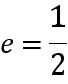 e = 1/2